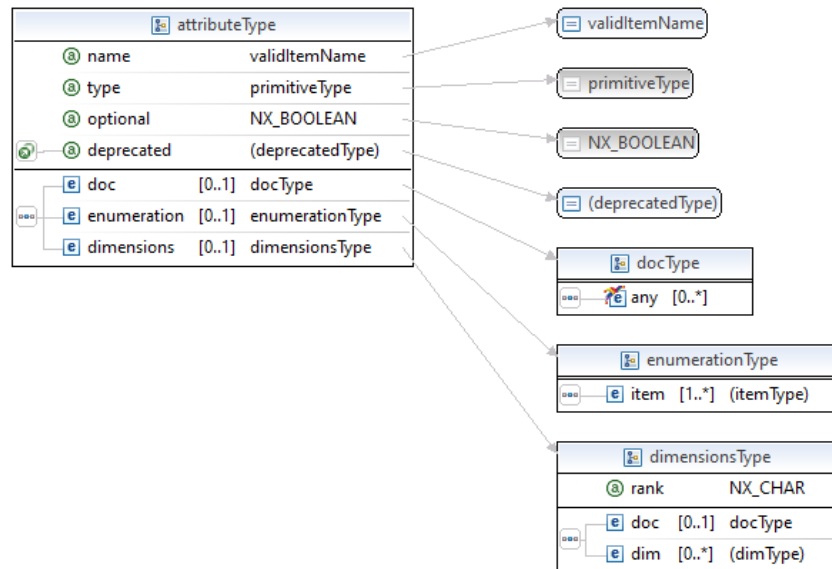 attributeType
name validItemName
type primitiveType
optional NX_BOOLEAN
deprecated (deprecatedType)
doc [0..1] docType
enumeration [0..1] enumerationType
dimensions [0..1] dimensionsType
validItemName
primitiveType
NX_BOOLEAN
(deprecatedType)
docType
any [0..*]
enumerationType
item [1..*] (itemType)
dimensionsType
rank NX_CHAR
doc [0..1] docType
dim [0..*] (dimType)